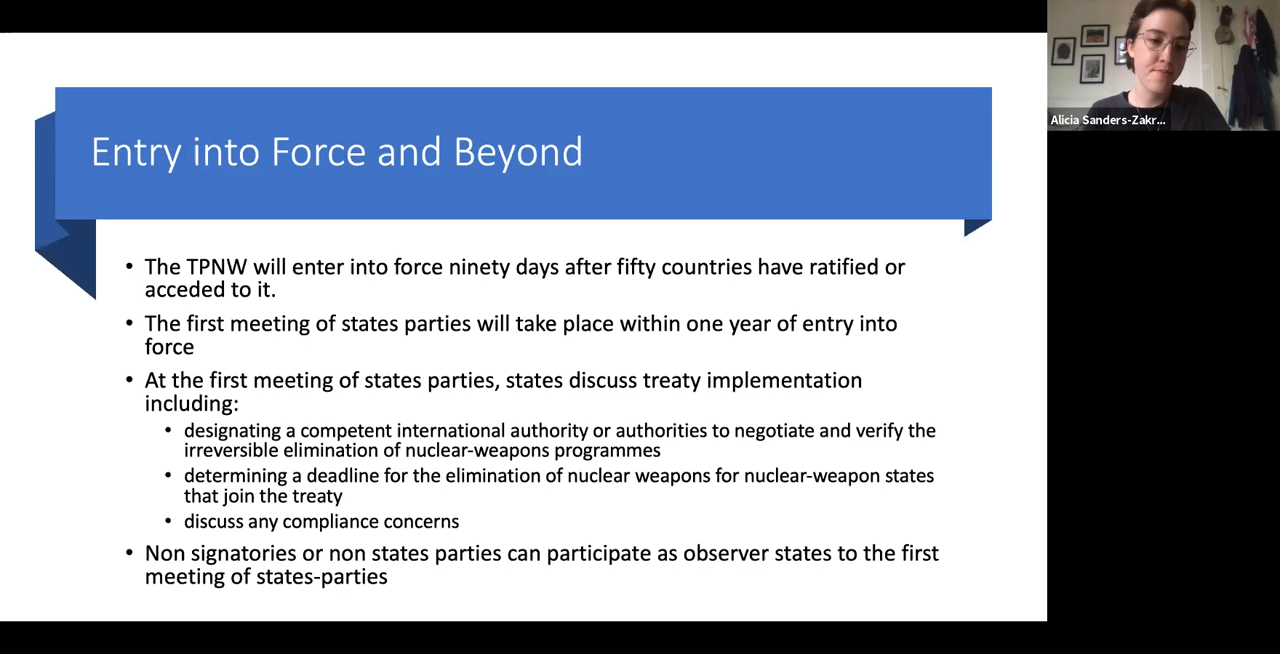 Entry into Force and Beyond
• The TPNW will enter into force ninety days after fifty countries have ratified or
acceded to it.
• The first meeting of states parties will take place within one year of entry into
force
• At the first meeting of states parties, states discuss treaty implementation
including:
• designating a competent international authority or authorities to negotiate and verify the
irreversible elimination of nuclear-weapons programmes
• determining a deadline for the elimination of nuclear weapons for nuclear-weapon states
that join the treaty
• discuss any compliance concerns
• Non signatories or non states parties can participate as observer states to the first
meeting of states-parties
Alicia Sanders-Zakr...